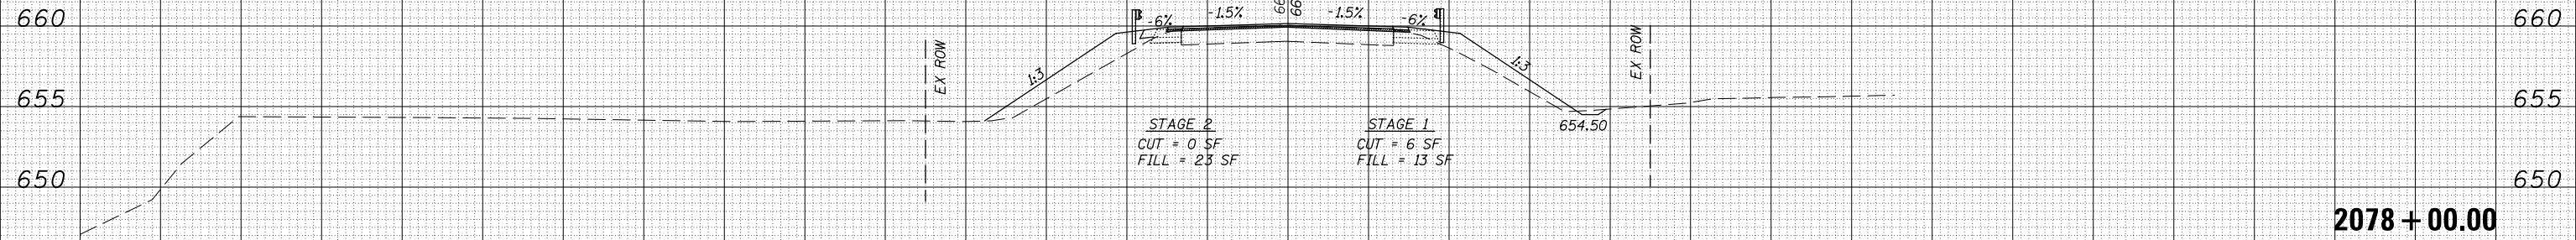 660 -6% -1.5% -1.5% -6% 660
EX ROW 1:3 1:3 EX ROW
655 655
STAGE 2 STAGE 1 654.50
CUT = 0 SF CUT = 6 SF
FILL = 23 SF FILL = 13 SF
650 650
2078+00.00